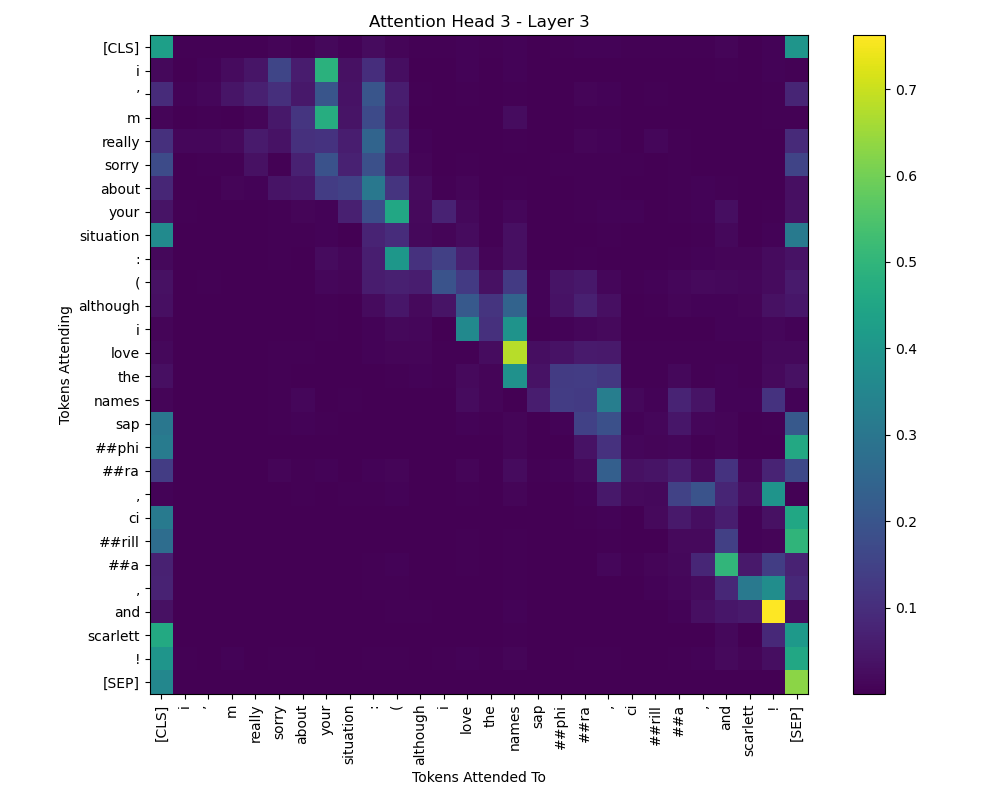 Attention Head 3 - Layer 3
[CLS]
i
’
m
really
sorry
about
your
situation
:
(
although
i
love
the
names
sap
##phi
##ra
,
ci
##rill
##a
,
and
scarlett
!
[SEP]
Tokens Attending
[CLS]
i
’
m
really
sorry
about
your
situation
:
(
although
i
love
the
names
sap
##phi
##ra
,
ci
##rill
##a
,
and
scarlett
!
[SEP]
Tokens Attended To
0.7
0.6
0.5
0.4
0.3
0.2
0.1